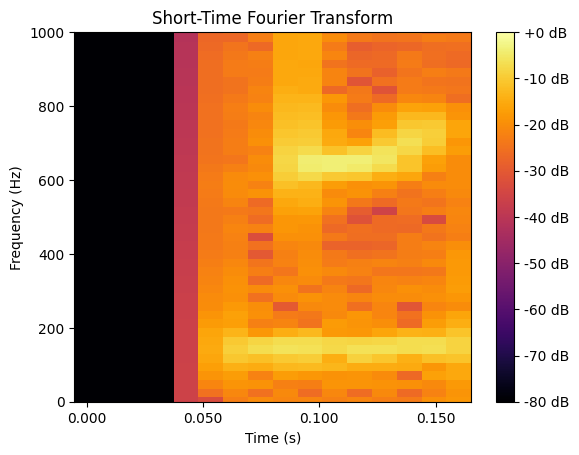 Short-Time Fourier Transform
Frequency (Hz)
1000
800
600
400
200
0
0.000
0.050
0.100
0.150
Time (s)
+0 dB
-10 dB
-20 dB
-30 dB
-40 dB
-50 dB
-60 dB
-70 dB
-80 dB